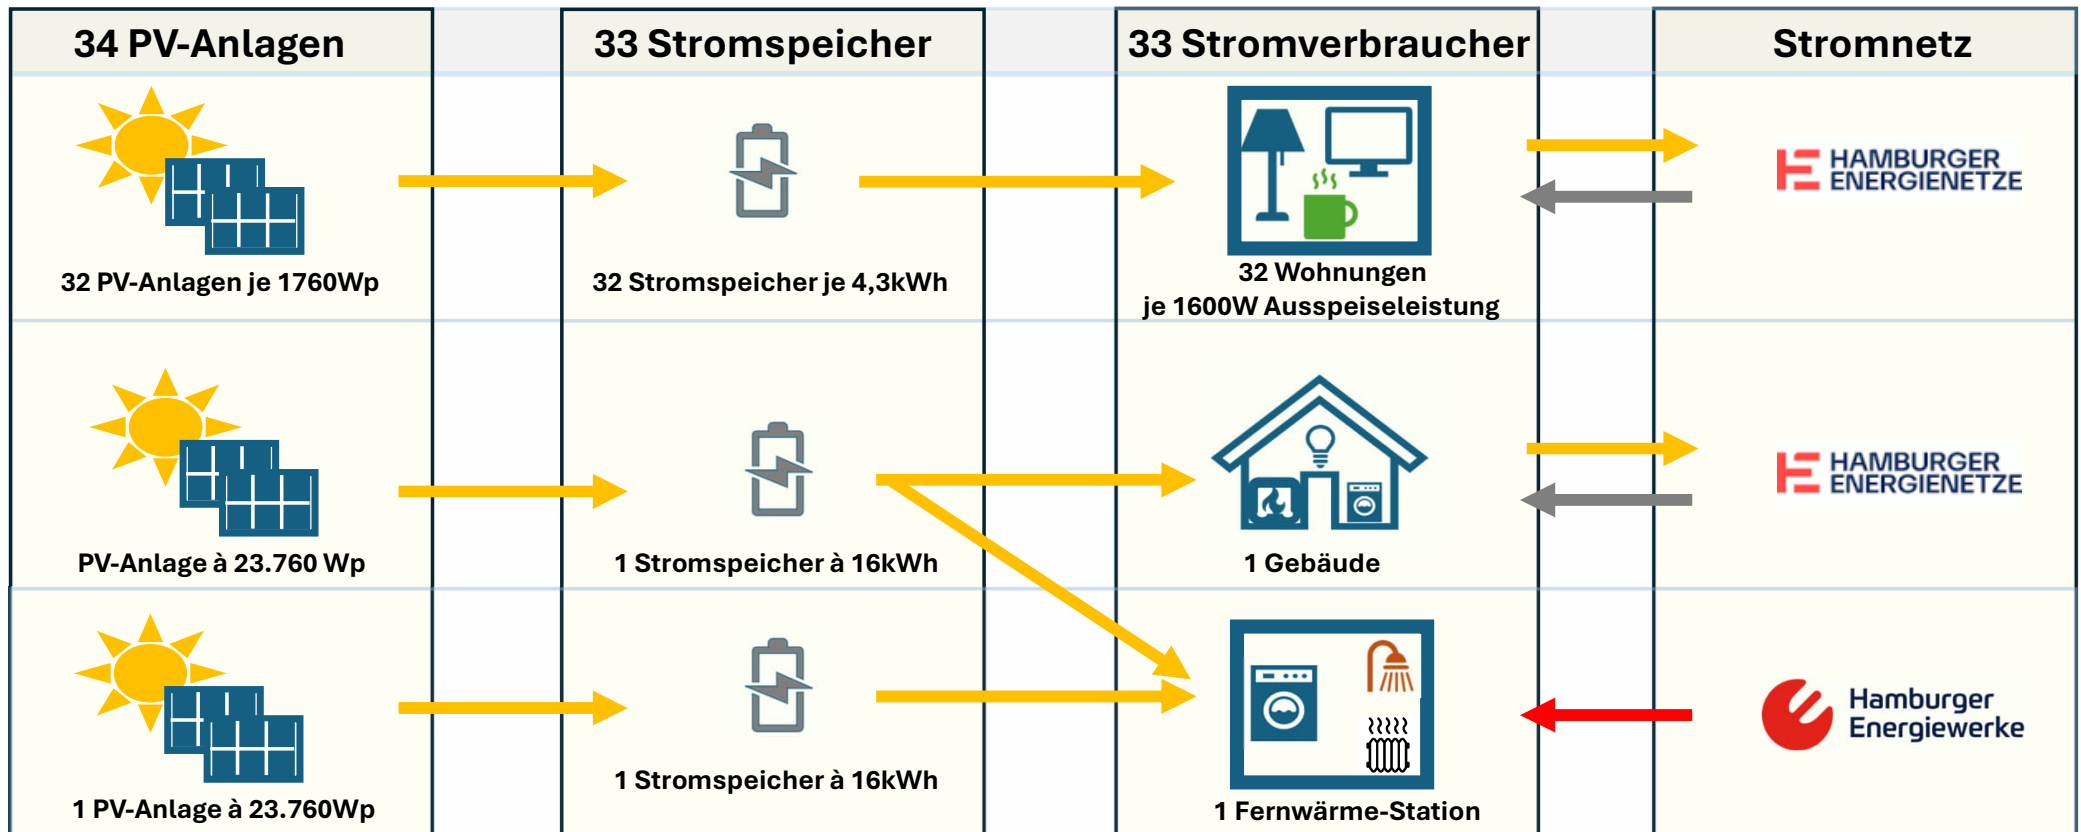 34 PV-Anlagen
33 Stromspeicher
33 Stromverbraucher
Stromnetz
32 PV-Anlagen je 1760Wp
32 Stromspeicher je 4,3kWh
32 Wohnungen
je 1600W Ausspeiseleistung
HAMBURGER
ENERGIENETZE
PV-Anlage à 23.760 Wp
1 Stromspeicher à 16kWh
1 Gebäude
HAMBURGER
ENERGIENETZE
1 PV-Anlage à 23.760Wp
1 Stromspeicher à 16kWh
1 Fernwärme-Station
Hamburger
Energiewerke